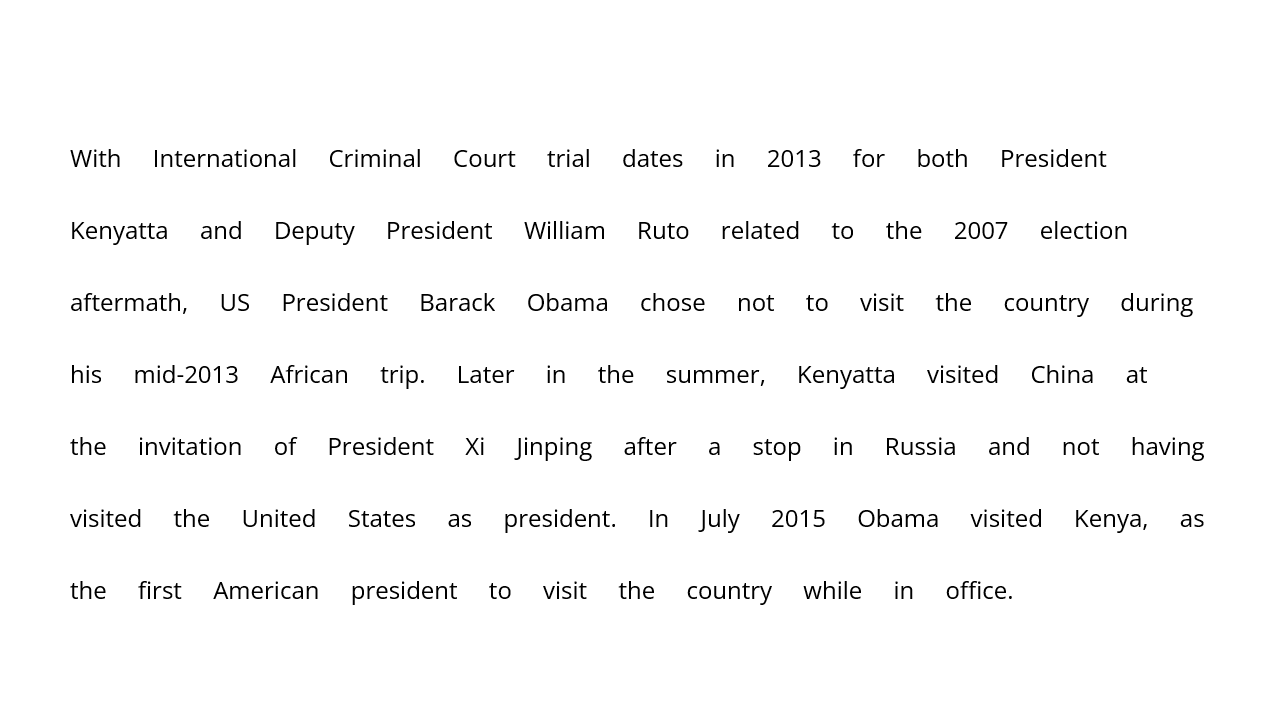 With International Criminal Court trial dates in 2013 for both President
Kenyatta and Deputy President William Ruto related to the 2007 election
aftermath, US President Barack Obama chose not to visit the country during
his mid-2013 African trip. Later in the summer, Kenyatta visited China at
the invitation of President Xi Jinping after a stop in Russia and not having
visited the United States as president. In July 2015 Obama visited Kenya, as
the first American president to visit the country while in office.